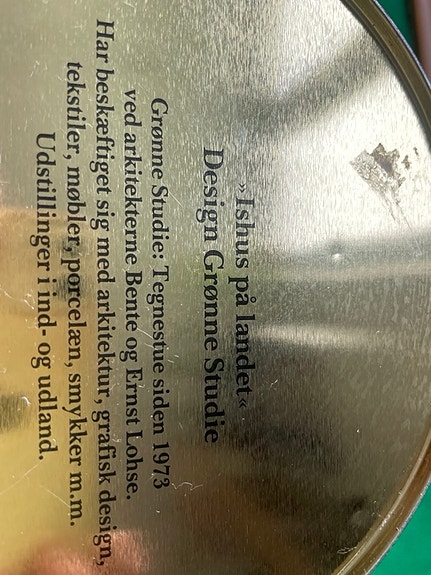 »Ishus på landet«
Design Grønne Studie
Grønne Studie: Tegnestue siden 1973
ved arkitekterne Bente og Ernst Lohse.
Har beskæftiget sig med arkitektur, grafisk design,
tekstiler, møbler, porcelæn, smykker m.m.
Udstillinger i ind- og udland.